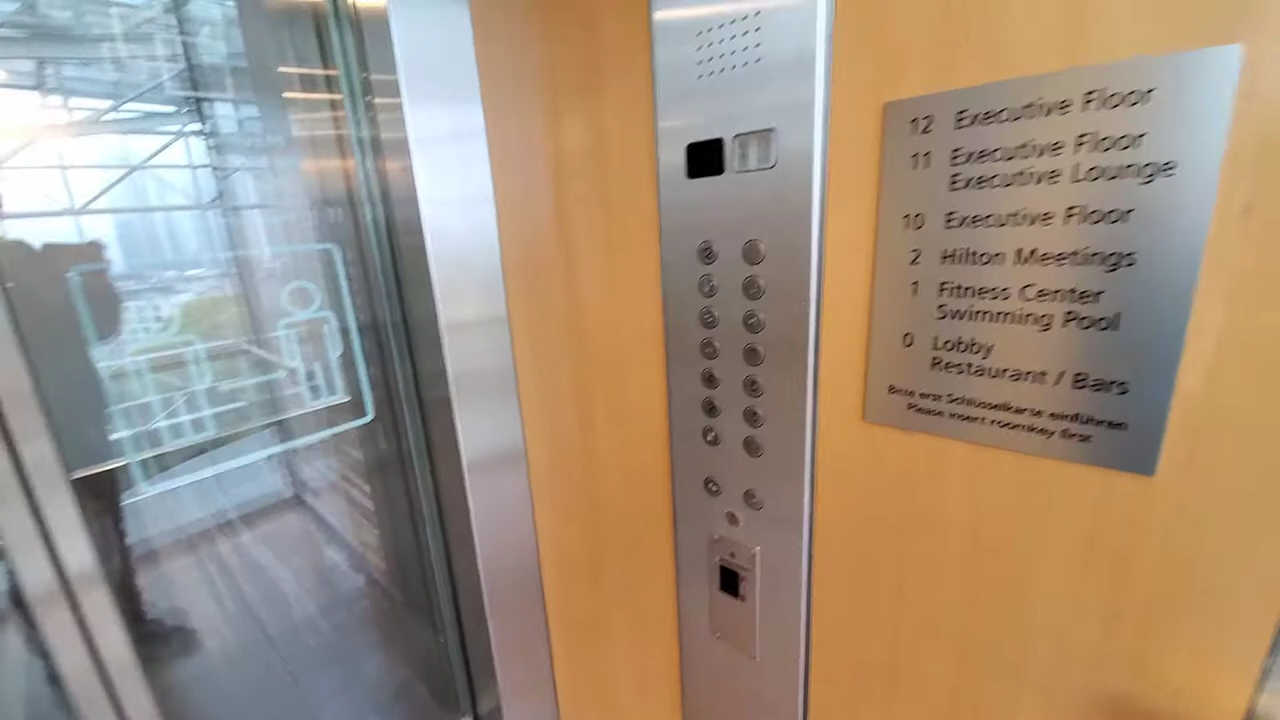 12 Executive Floor
11 Executive Floor
Executive Lounge
10 Executive Floor
2 Hilton Meetings
1 Fitness Center
Swimming Pool
0 Lobby
Restaurant / Bars
Bitte erst Schlüsselkarte einführen
Please insert roomkey first